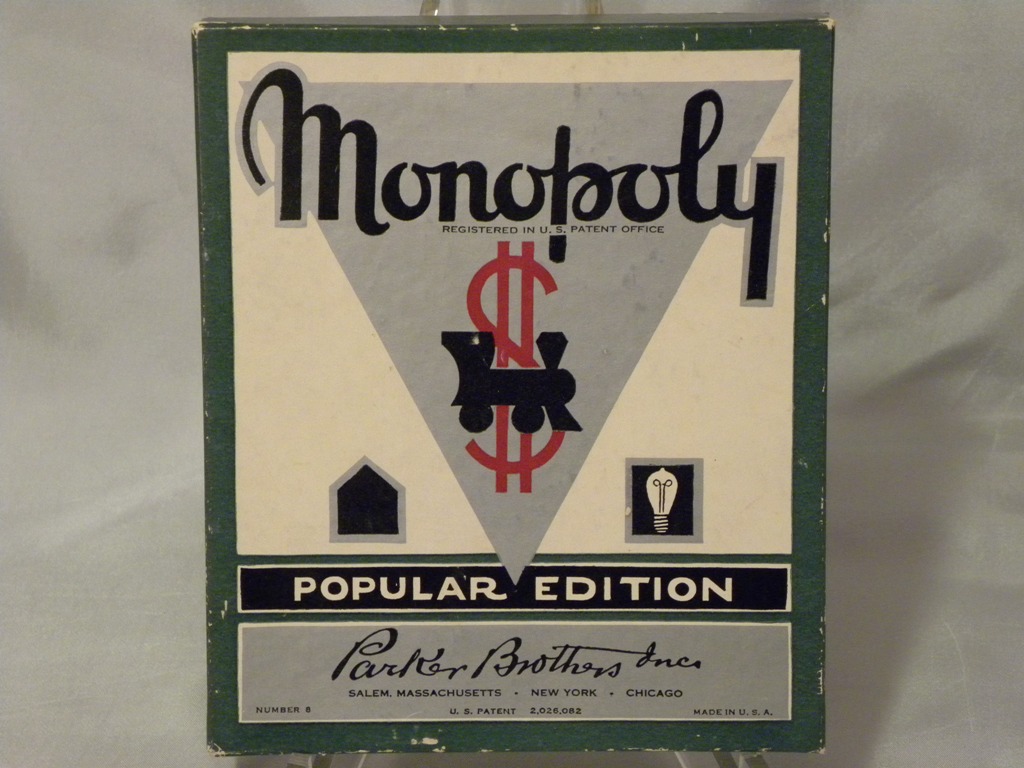 Monopoly
REGISTERED IN U. S. PATENT OFFICE
$
POPULAR EDITION
Parker Brothers Inc.
SALEM, MASSACHUSETTS • NEW YORK • CHICAGO
NUMBER 8 U. S. PATENT 2,026,082 MADE IN U. S. A.